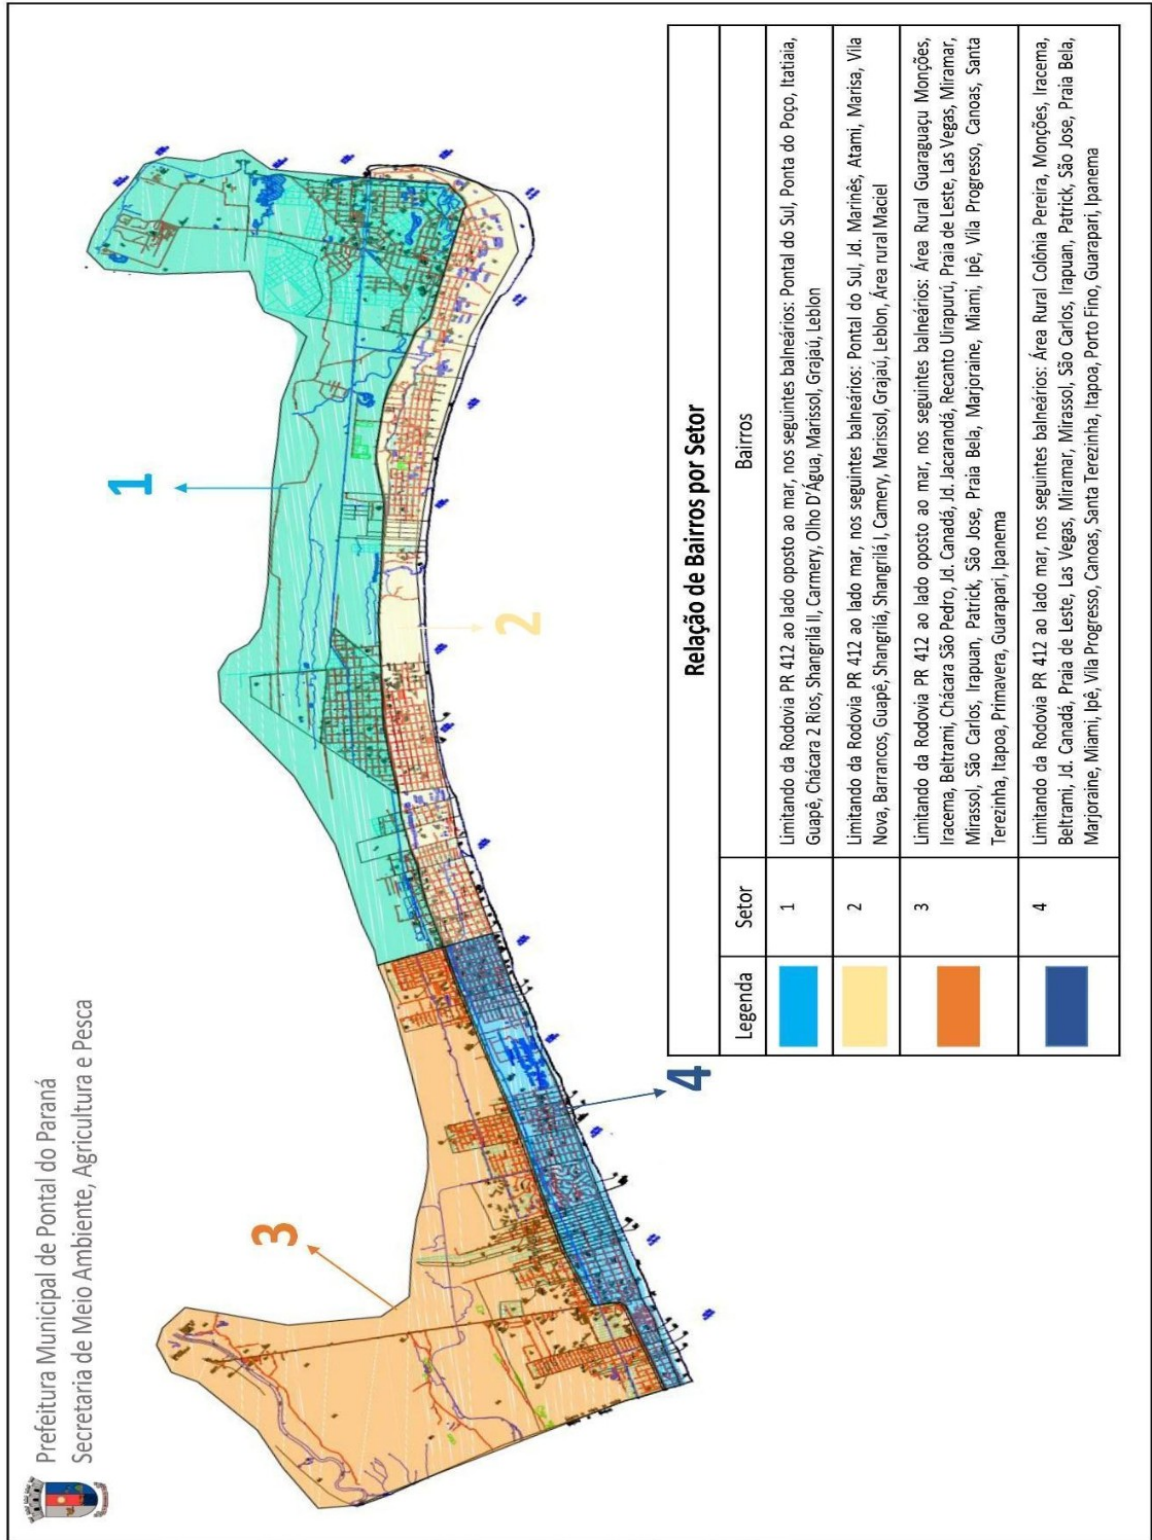 Prefeitura Municipal de Pontal do Paraná
Secretaria de Meio Ambiente, Agricultura e Pesca
1
2
3
4
Relação de Bairros por Setor
Legenda Setor Bairros
1 Limitando da Rodovia PR 412 ao lado oposto ao mar, nos seguintes balneários: Pontal do Sul, Ponta do Poço, Itatiaia,
Guapê, Chácara 2 Rios, Shangrilá II, Carmery, Olho D'Água, Marissol, Grajaú, Leblon
2 Limitando da Rodovia PR 412 ao lado mar, nos seguintes balneários: Pontal do Sul, Jd. Marinês, Atami, Marisa, Vila
Nova, Barrancos, Guapê, Shangrilá, Shangrilá I, Camery, Marissol, Grajaú, Leblon, Área rural Maciel
3 Limitando da Rodovia PR 412 ao lado oposto ao mar, nos seguintes balneários: Área Rural Guaraguaçu Monções,
Iracema, Beltrami, Chácara São Pedro, Jd. Canadá, Jd. Jacarandá, Recanto Uirapurú, Praia de Leste, Las Vegas, Miramar,
Mirassol, São Carlos, Irapuan, Patrick, São Jose, Praia Bela, Marjoraine, Miami, Ipê, Vila Progresso, Canoas, Santa
Terezinha, Itapoa, Primavera, Guarapari, Ipanema
4 Limitando da Rodovia PR 412 ao lado mar, nos seguintes balneários: Área Rural Colônia Pereira, Monções, Iracema,
Beltrami, Jd. Canadá, Praia de Leste, Las Vegas, Miramar, Mirassol, São Carlos, Irapuan, Patrick, São Jose, Praia Bela,
Marjoraine, Miami, Ipê, Vila Progresso, Canoas, Santa Terezinha, Itapoa, Porto Fino, Guarapari, Ipanema